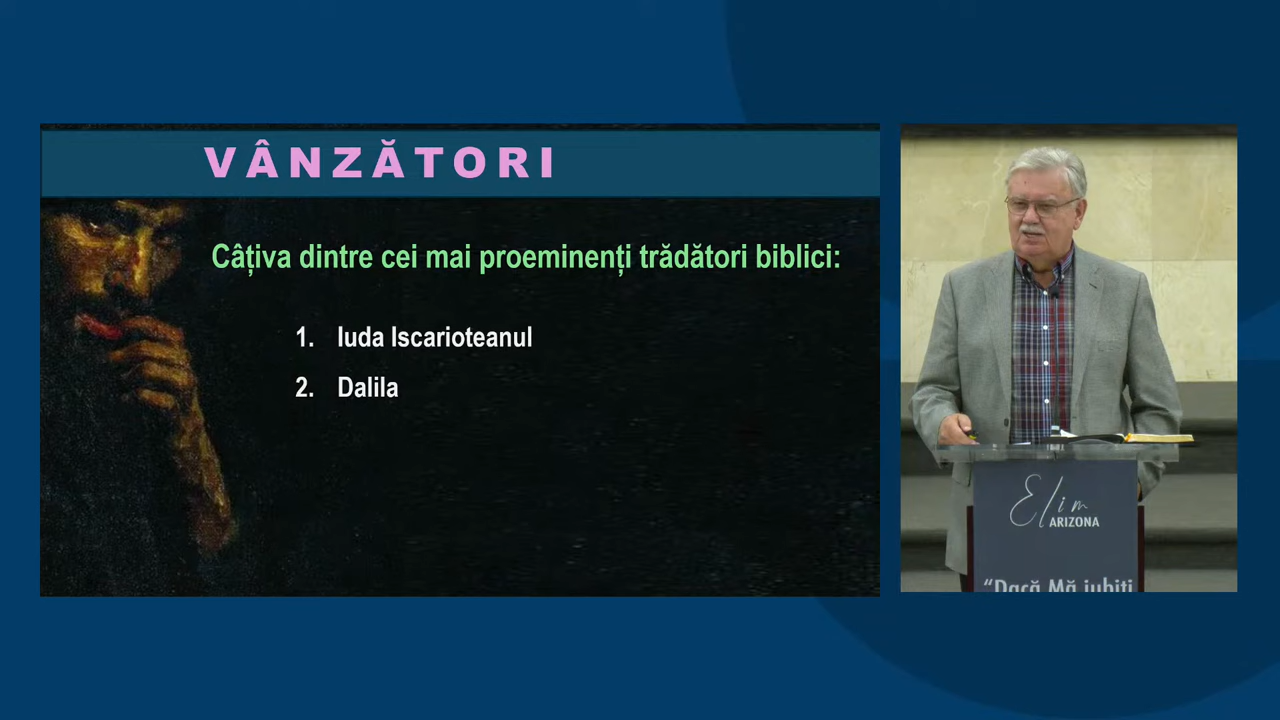 VÂNZĂTORI
Câțiva dintre cei mai proeminenți trădători biblici:
1. Iuda Iscarioteanul
2. Dalila
Elim
ARIZONA
“Dacă Mă iubiți